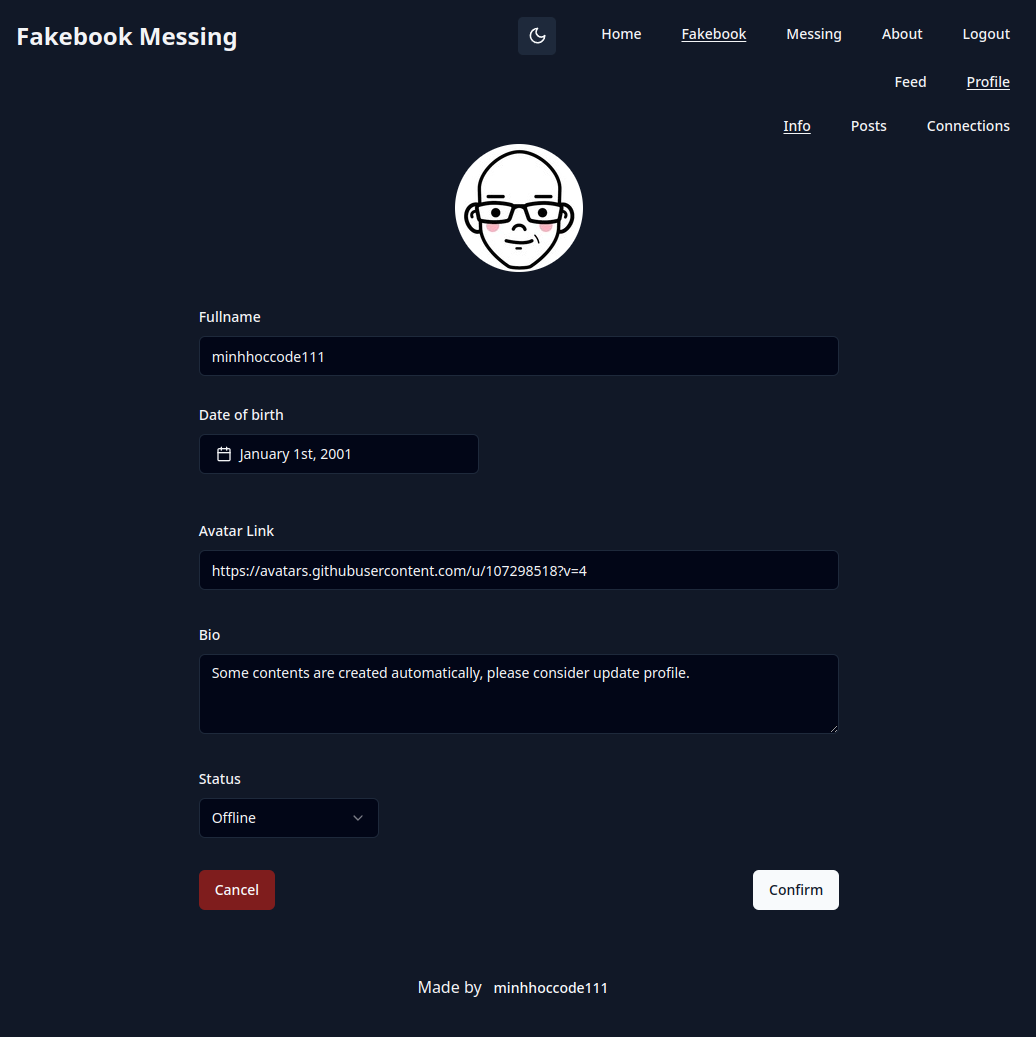 Fakebook Messing
Home Fakebook Messing About Logout
Feed Profile
Info Posts Connections
Fullname
minhhoccode111
Date of birth
January 1st, 2001
Avatar Link
https://avatars.githubusercontent.com/u/107298518?v=4
Bio
Some contents are created automatically, please consider update profile.
Status
Offline
Cancel Confirm
Made by minhhoccode111